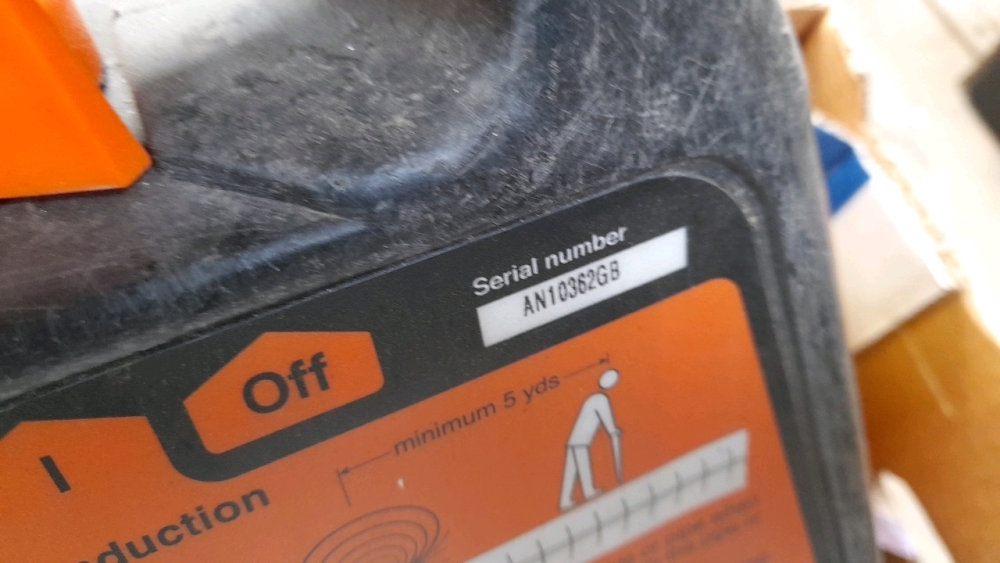 Serial number
AN10362GB
Off
minimum 5 yds
I
duction